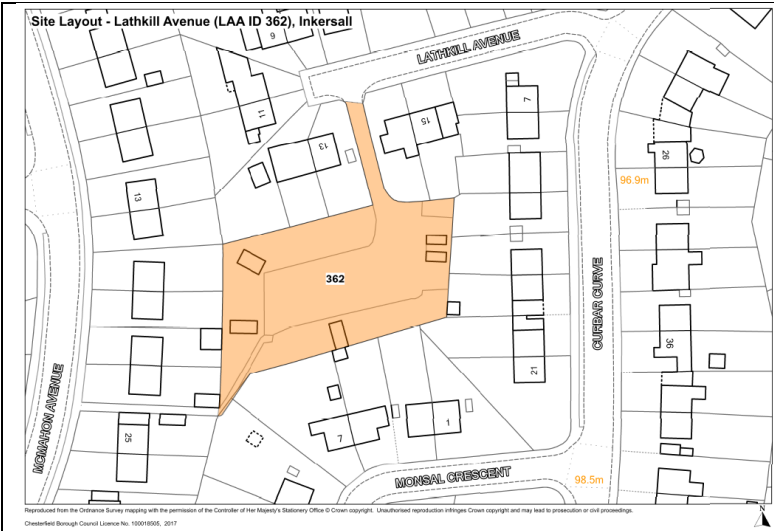 Site Layout - Lathkill Avenue (LAA ID 362), Inkersall
9
LATHKILL AVENUE
11
7
15
13
26
13
96.9m
362
CURBAR CURVE
36
21
MCMAHON AVENUE
1
7
25
MONSAL CRESCENT
98.5m
Reproduced from the Ordnance Survey mapping with the permission of the Controller of Her Majesty's Stationery Office © Crown copyright. Unauthorised reproduction infringes Crown copyright and may lead to prosecution or civil proceedings.
Chesterfield Borough Council Licence No. 100018505, 2017
N